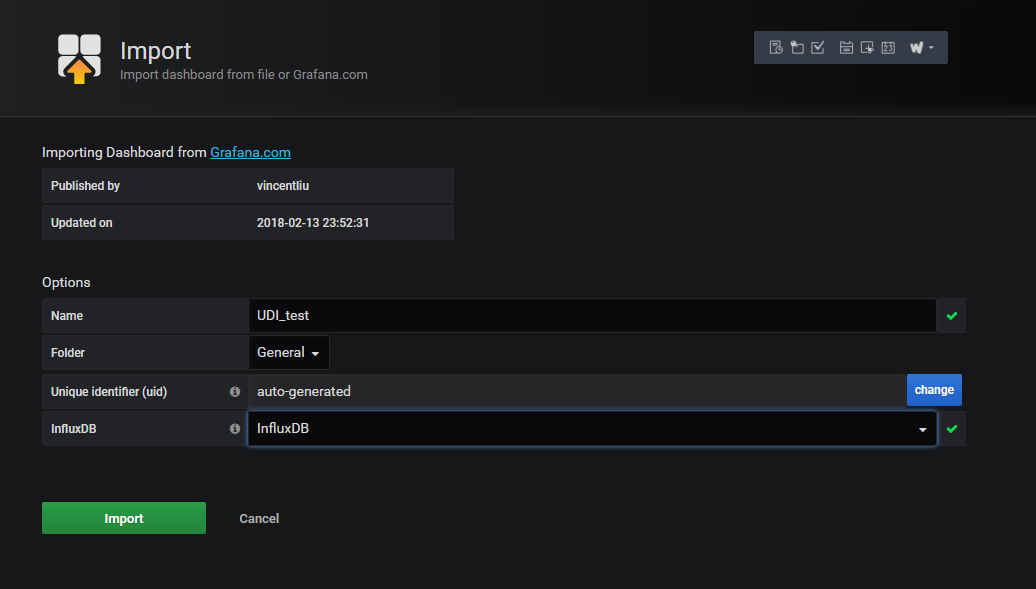 Import
Import dashboard from file or Grafana.com
23
W
Importing Dashboard from Grafana.com
Published by vincentliu
Updated on 2018-02-13 23:52:31
Options
Name UDI_test
Folder General
Unique identifier (uid) i auto-generated change
InfluxDB i InfluxDB
Import Cancel